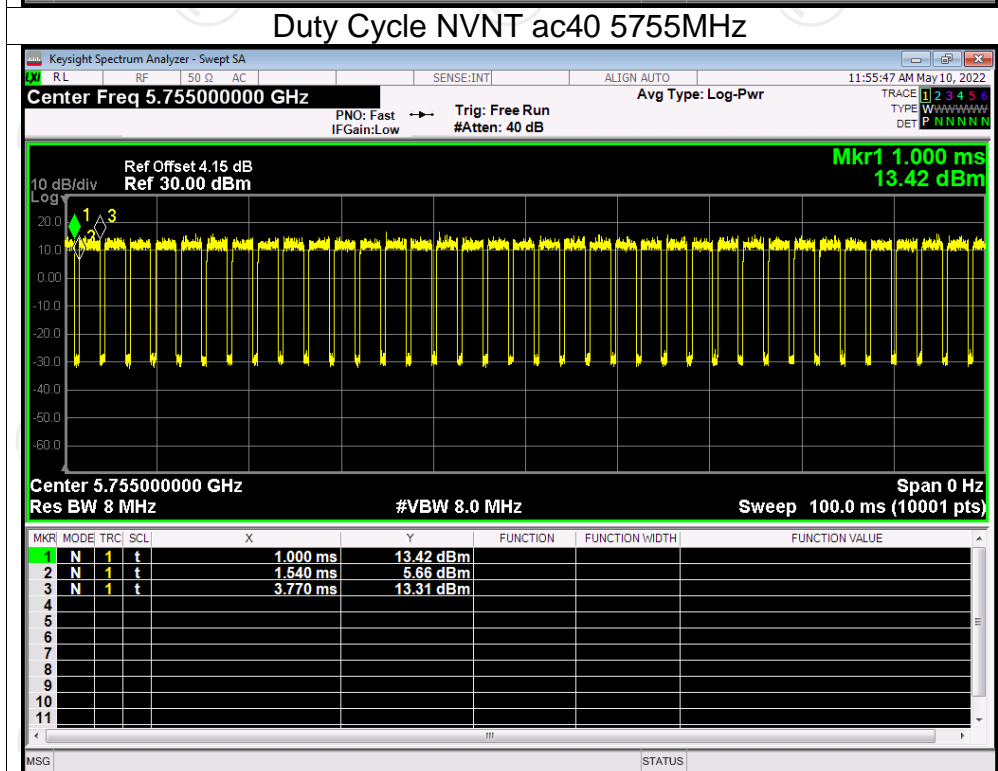 Duty Cycle NVNT ac40 5755MHz
Keysight Spectrum Analyzer - Swept SA
LXI RL RF 50 Ω AC SENSE:INT ALIGN AUTO 11:55:47 AM May 10, 2022
Center Freq 5.755000000 GHz Avg Type: Log-Pwr TRACE 1 2 3 4 5 6
PNO: Fast Trig: Free Run TYPE WWWWWW
IFGain:Low #Atten: 40 dB DET P N N N N N
Mkr1 1.000 ms
Ref Offset 4.15 dB
10 dB/div Ref 30.00 dBm 13.42 dBm
Log
1 3
20.0
2
10.0
0.00
-10.0
-20.0
-30.0
-40.0
-50.0
-60.0
Center 5.755000000 GHz Span 0 Hz
Res BW 8 MHz #VBW 8.0 MHz Sweep 100.0 ms (10001 pts)
MKR MODE TRC SCL X Y FUNCTION FUNCTION WIDTH FUNCTION VALUE
1 N 1 t 1.000 ms 13.42 dBm
2 N 1 t 1.540 ms 5.66 dBm
3 N 1 t 3.770 ms 13.31 dBm
4
5
6
7
8
9
10
11
MSG STATUS